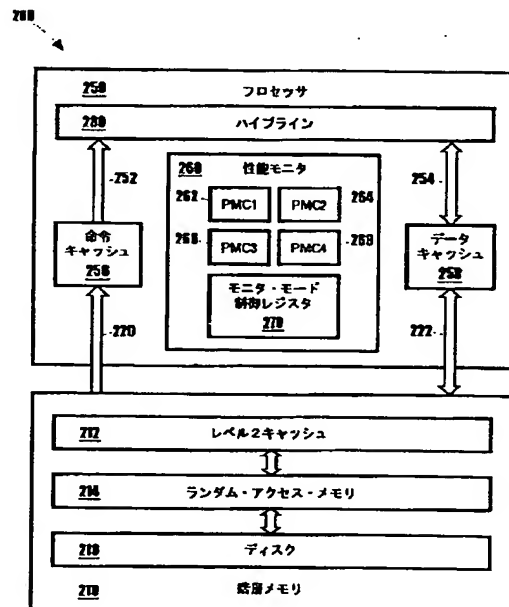 200
250 プロセッサ
280 パイプライン
252
260 性能モニタ
254
262 PMC1 PMC2 264
PMC3 PMC4
命令
キャッシュ
256
データ
キャッシュ
258
モニタ・モード
制御レジスタ
270
220
222
212 レベル2キャッシュ
214 ランダム・アクセス・メモリ
ディスク
210 階層メモリ